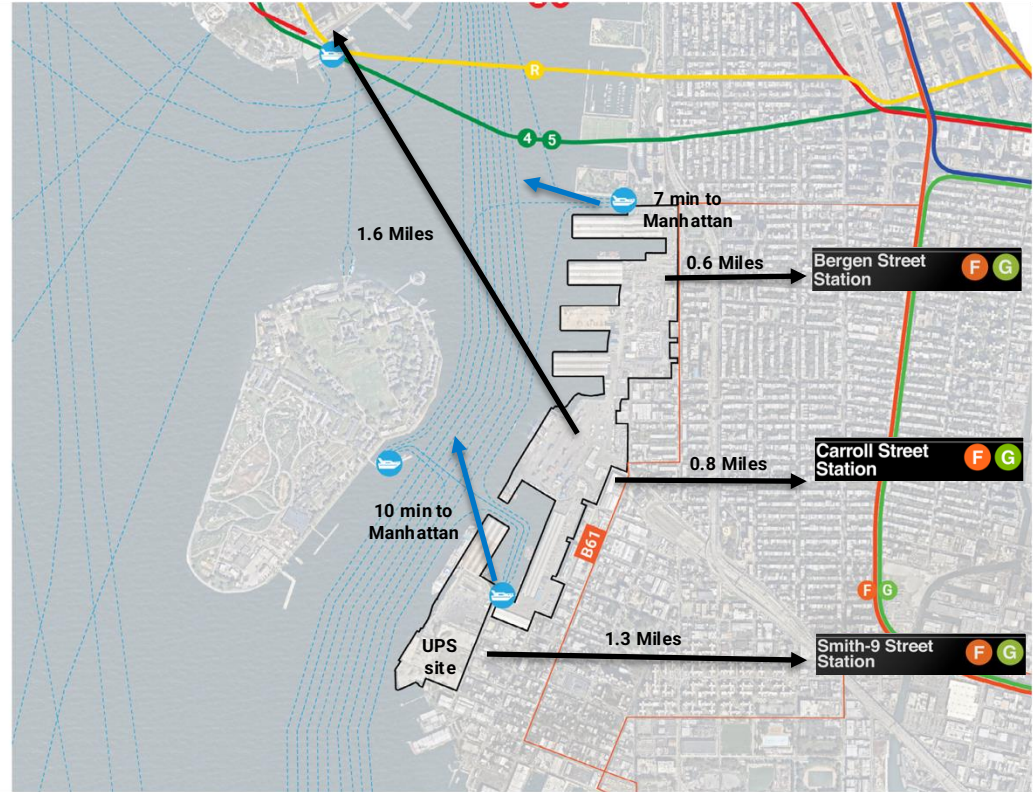 R
4 5
7 min to
Manhattan
1.6 Miles
0.6 Miles
Bergen Street
Station
F G
Carroll Street
Station
F G
0.8 Miles
10 min to
Manhattan
B61
F G
1.3 Miles
Smith-9 Street
Station
F G
UPS
site